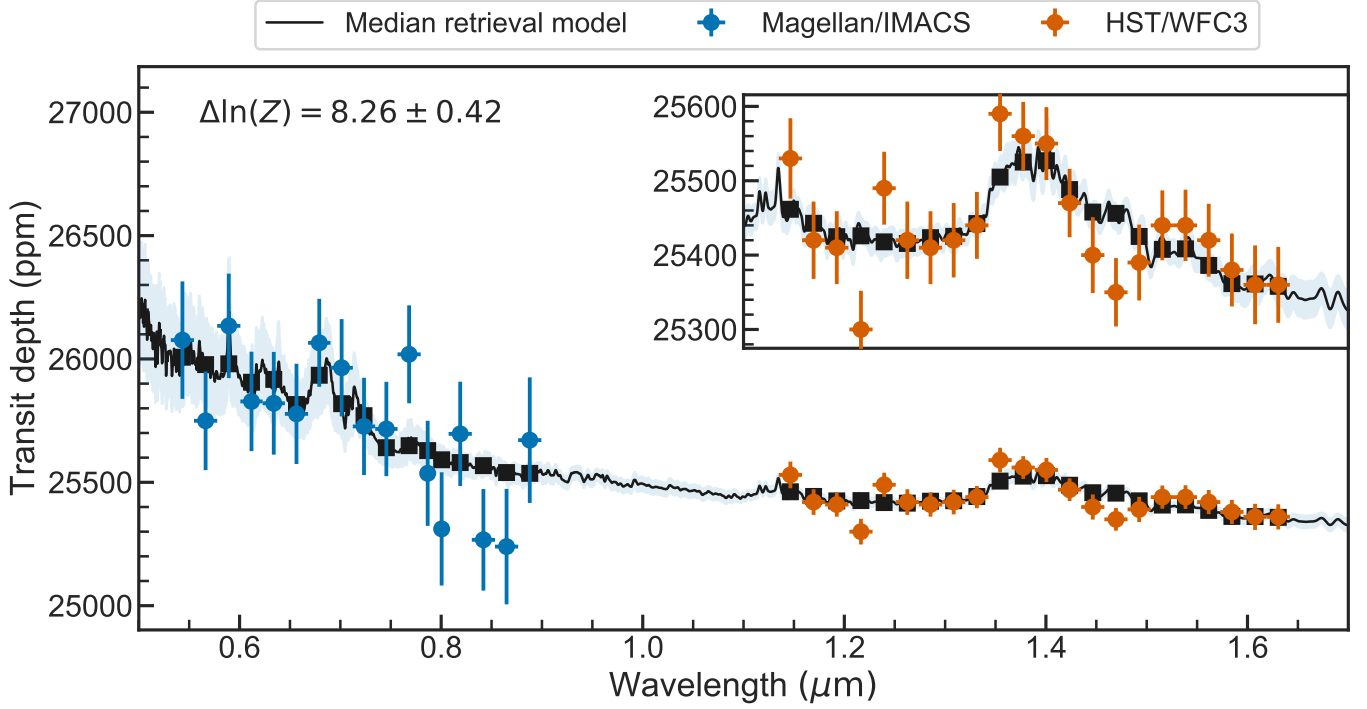 Median retrieval model Magellan/IMACS HST/WFC3
Δln(Z) = 8.26 ± 0.42
Transit depth (ppm)
27000
26500
26000
25500
25000
25600
25500
25400
25300
0.6 0.8 1.0 1.2 1.4 1.6
Wavelength (μm)